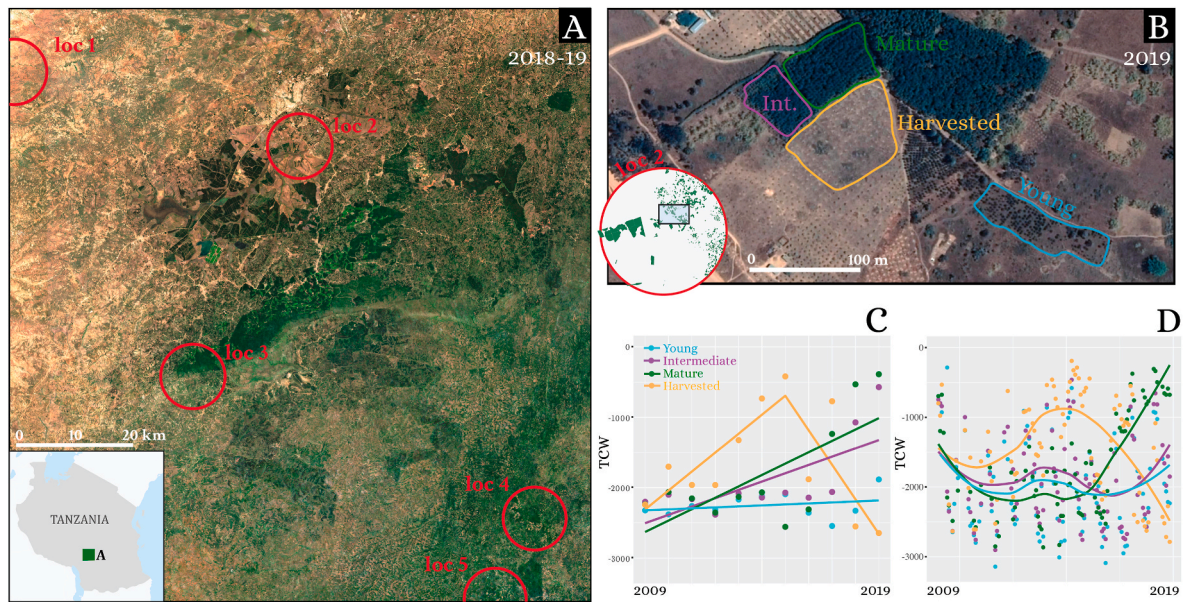 A
2018-19
loc 1
loc 2
loc 3
0 10 20 km
loc 4
loc 5
TANZANIA
A
B
2019
Mature
Int.
Harvested
Young
loc 2
0 100 m
C
Young
Intermediate
Mature
Harvested
TCW
0
-1000
-2000
-3000
2009 2019
D
TCW
0
-1000
-2000
-3000
2009 2019